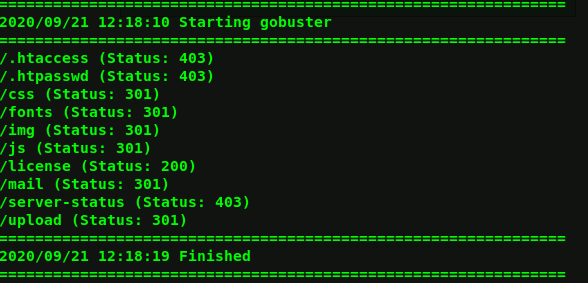 ===============================================================
2020/09/21 12:18:10 Starting gobuster
===============================================================
/.htaccess (Status: 403)
/.htpasswd (Status: 403)
/css (Status: 301)
/fonts (Status: 301)
/img (Status: 301)
/js (Status: 301)
/license (Status: 200)
/mail (Status: 301)
/server-status (Status: 403)
/upload (Status: 301)
===============================================================
2020/09/21 12:18:19 Finished
===============================================================